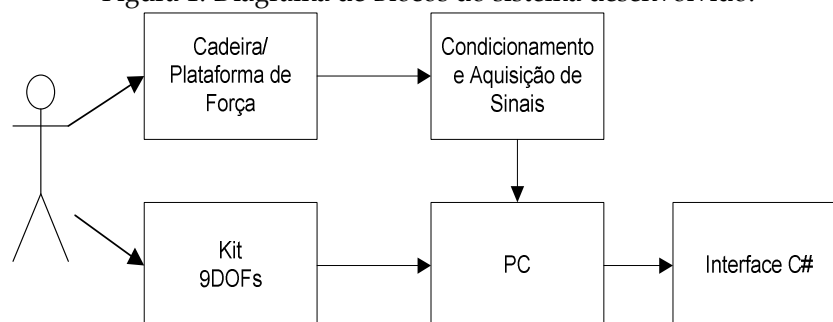 Figura 1. Diagrama de blocos do sistema desenvolvido.
Cadeira/
Plataforma de
Força
Condicionamento
e Aquisição de
Sinais
Kit
9DOFs
PC
Interface C#